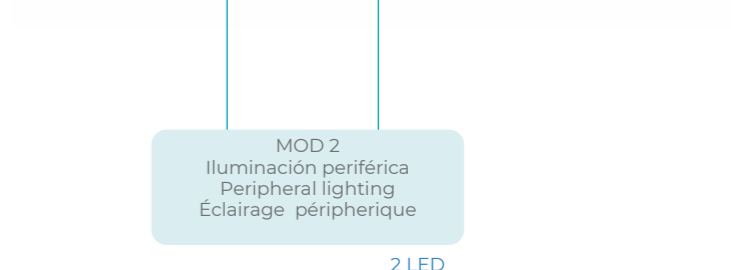 MOD 2
Iluminación periférica
Peripheral lighting
Éclairage péripherique
2 LED